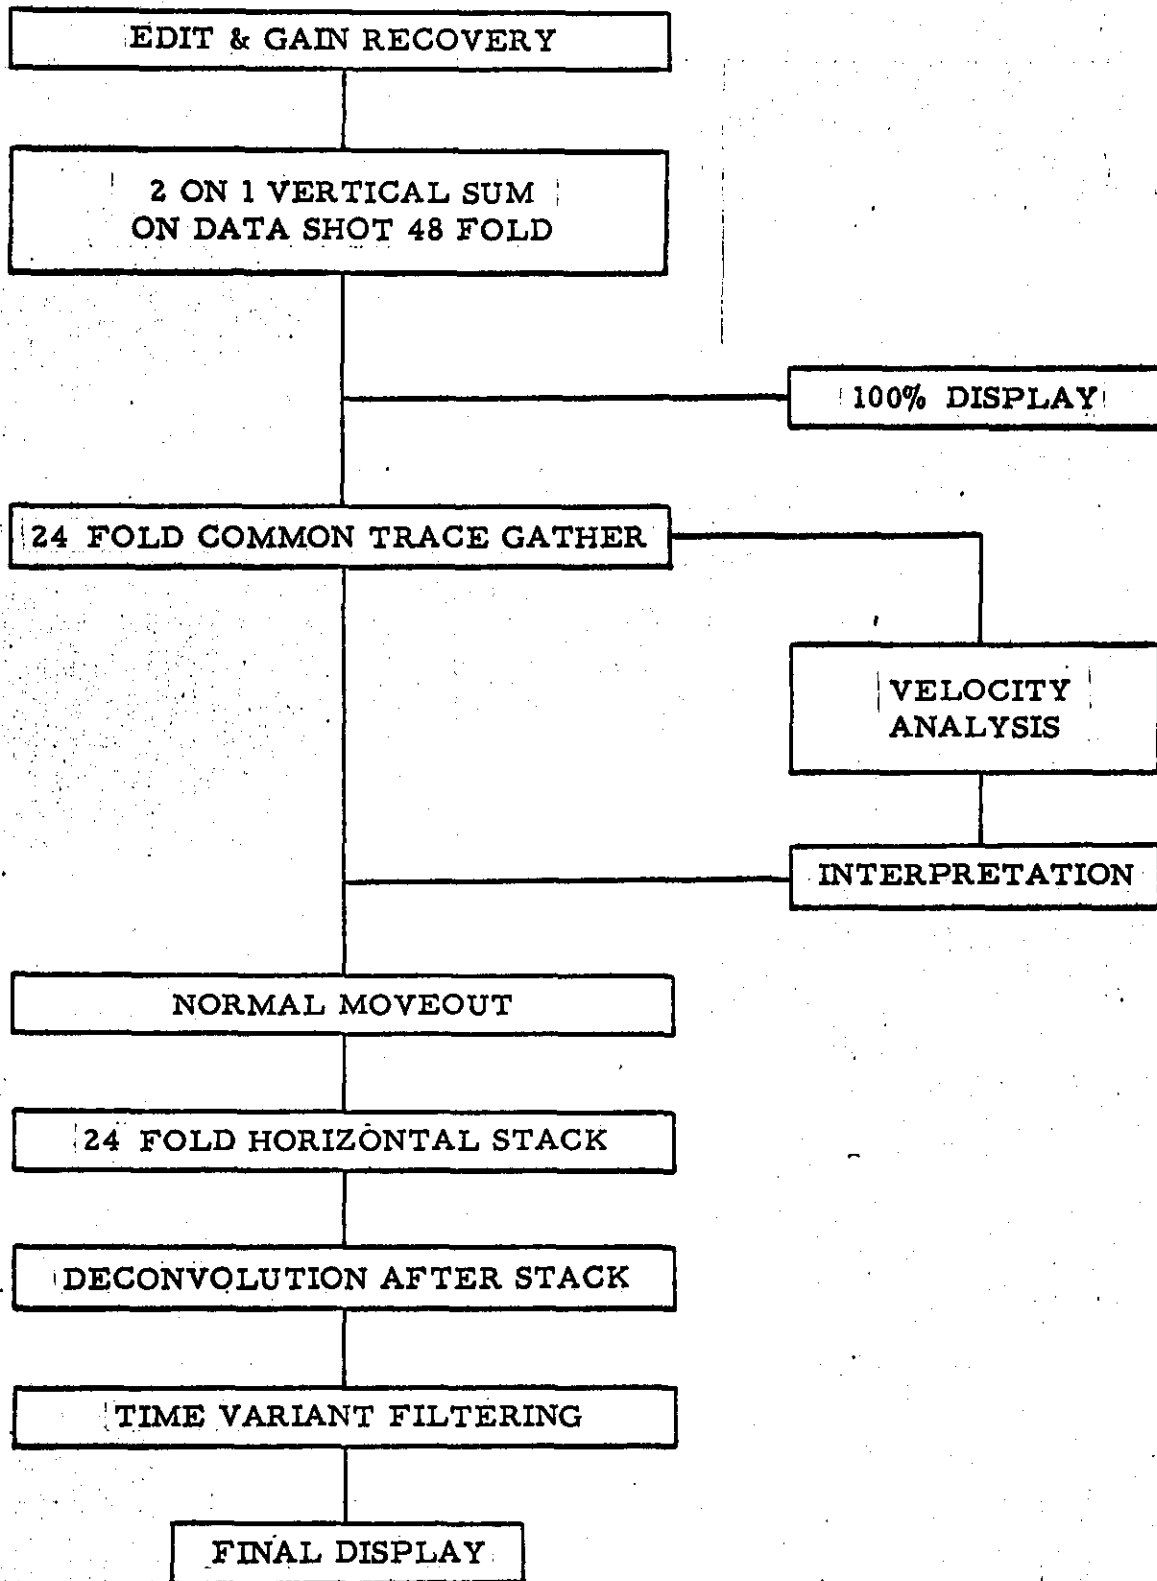 EDIT & GAIN RECOVERY
2 ON 1 VERTICAL SUM
ON DATA SHOT 48 FOLD
100% DISPLAY
24 FOLD COMMON TRACE GATHER
VELOCITY
ANALYSIS
INTERPRETATION
NORMAL MOVEOUT
24 FOLD HORIZONTAL STACK
DECONVOLUTION AFTER STACK
TIME VARIANT FILTERING
FINAL DISPLAY